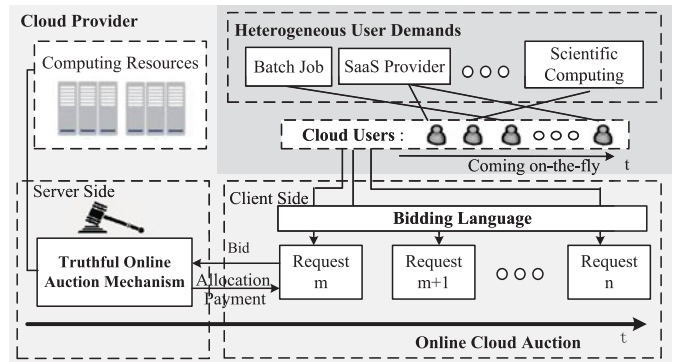 Cloud Provider
Heterogeneous User Demands
Computing Resources
Batch Job
SaaS Provider
Scientific
Computing
Cloud Users :
Coming on-the-fly
t
Server Side
Client Side
Bidding Language
Truthful Online
Auction Mechanism
Bid
Allocation
Payment
Request
m
Request
m+1
Request
n
t
Online Cloud Auction